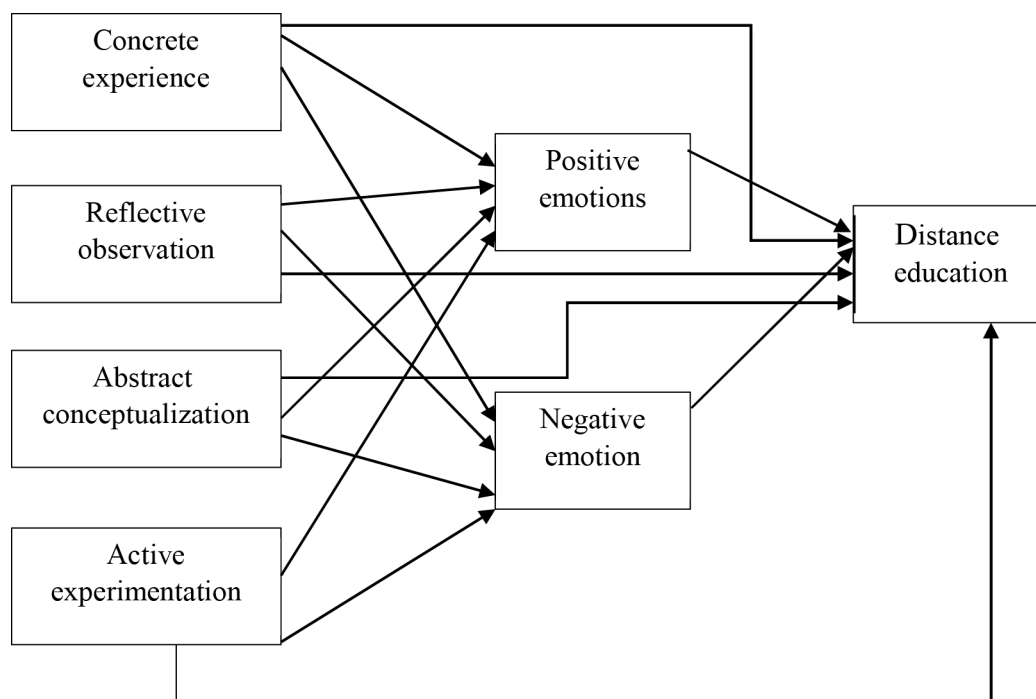 Concrete
experience
Positive
emotions
Reflective
observation
Distance
education
Abstract
conceptualization
Negative
emotion
Active
experimentation